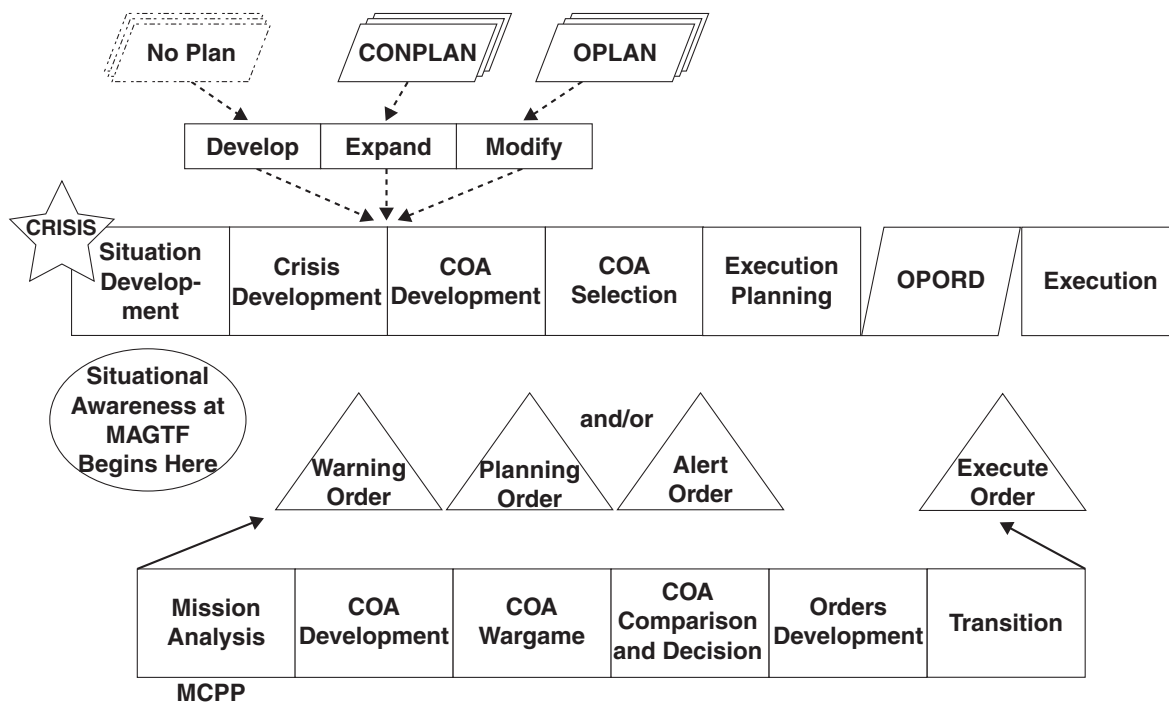 No Plan
CONPLAN
OPLAN
Develop
Expand
Modify
CRISIS
Situation
Develop-
ment
Crisis
Development
COA
Development
COA
Selection
Execution
Planning
OPORD
Execution
Situational
Awareness at
MAGTF
Begins Here
Warning
Order
Planning
Order
and/or
Alert
Order
Execute
Order
Mission
Analysis
COA
Development
COA
Wargame
COA
Comparison
and Decision
Orders
Development
Transition
MCPP